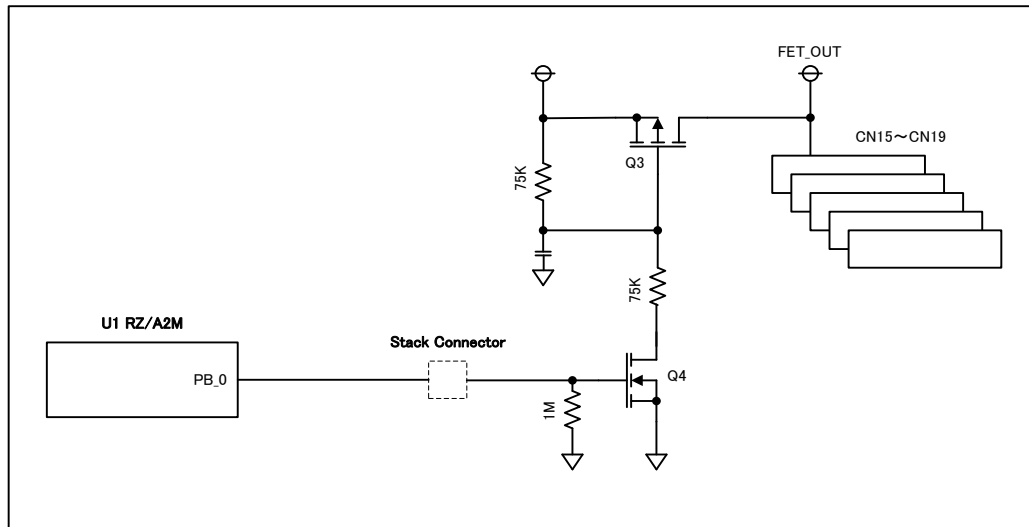 FET_OUT
CN15～CN19
Q3
75K
75K
U1 RZ/A2M
Stack Connector
PB_0
Q4
1M